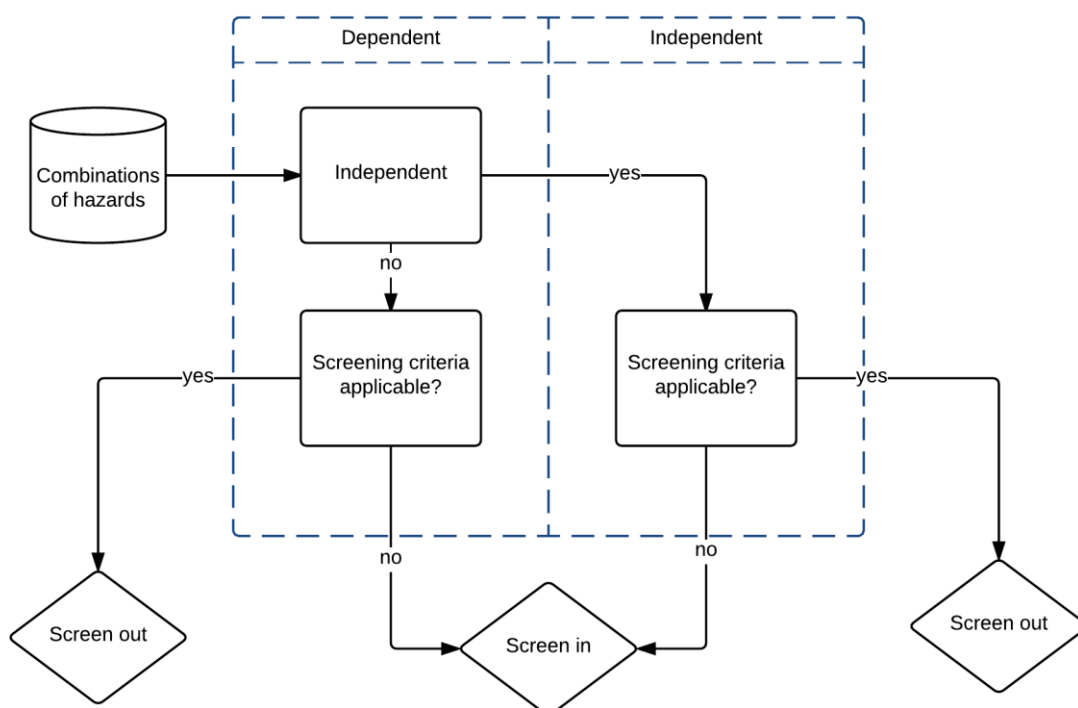 Dependent
Independent
Combinations
of hazards
Independent
yes
no
Screening criteria
applicable?
Screening criteria
applicable?
yes
yes
no
no
Screen out
Screen in
Screen out